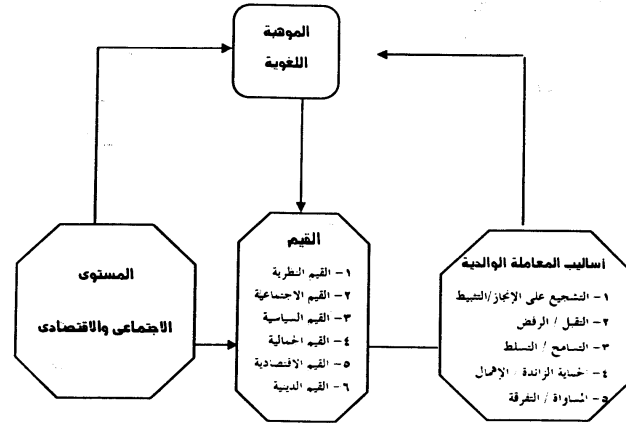 الموهبة
اللغوية
المستوى
الاجتماعى والاقتصادى
القيم
١- القيم النظرية
٢- القيم الاجتماعية
٣- القيم السياسية
٤- القيم الجمالية
٥- القيم الاقتصادية
٦- القيم الدينية
أساليب المعاملة الوالدية
١- التشجيع على الإنجاز/التثبيط
٢- التقبل / الرفض
٣- التسامح / التسلط
٤- الحماية الزائدة / الإهمال
٥- المساواة / التفرقة